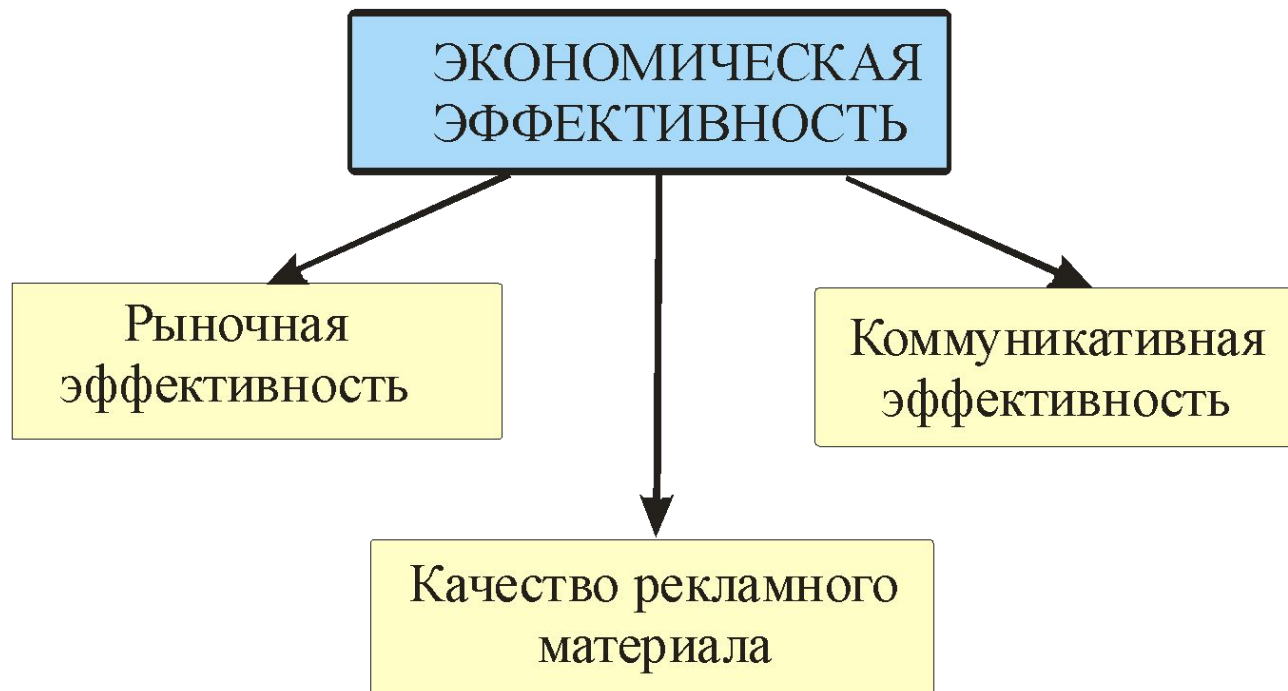 ЭКОНОМИЧЕСКАЯ
ЭФФЕКТИВНОСТЬ
Рыночная
эффективность
Коммуникативная
эффективность
Качество рекламного
материала